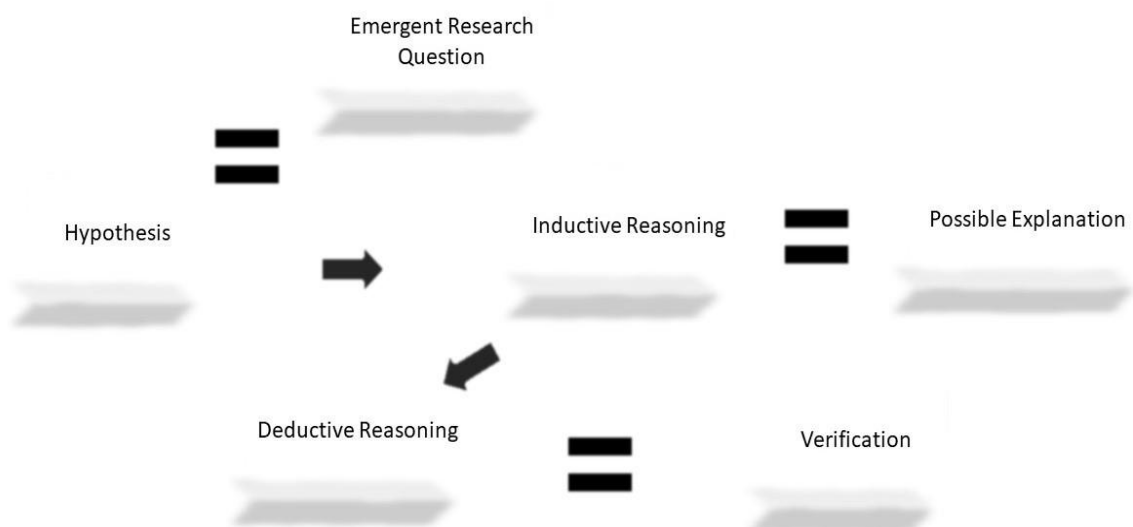 Emergent Research
Question
Hypothesis
Inductive Reasoning
Possible Explanation
Deductive Reasoning
Verification